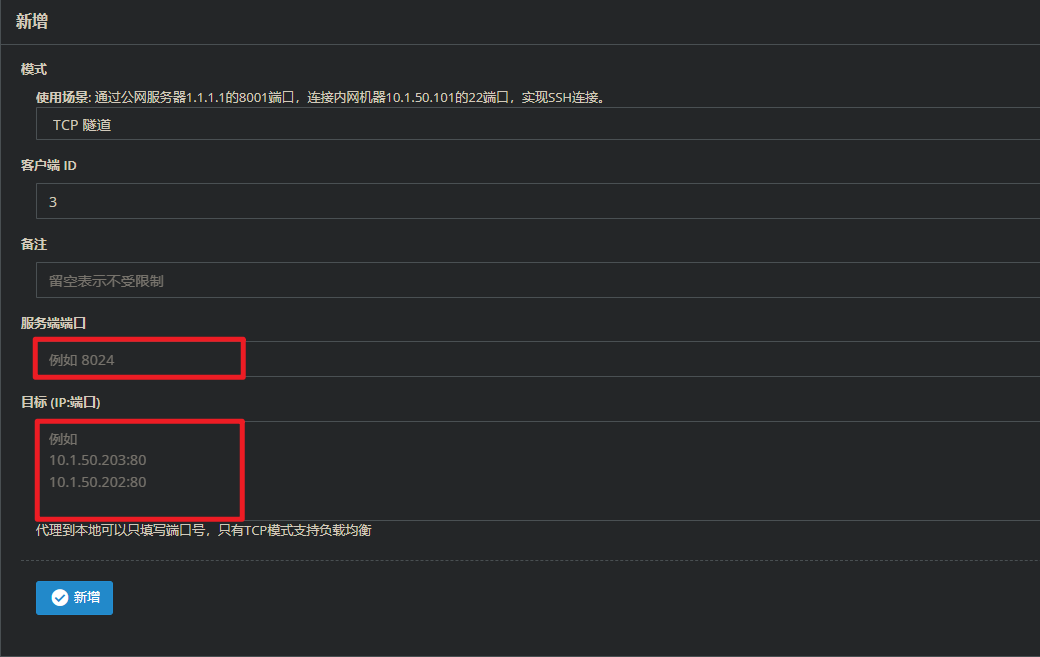 新增
模式
使用场景: 通过公网服务器1.1.1.1的8001端口，连接内网机器10.1.50.101的22端口，实现SSH连接。
TCP 隧道
客户端 ID
3
备注
留空表示不受限制
服务端端口
例如 8024
目标 (IP:端口)
例如
10.1.50.203:80
10.1.50.202:80
代理到本地可以只填写端口号，只有TCP模式支持负载均衡
新增